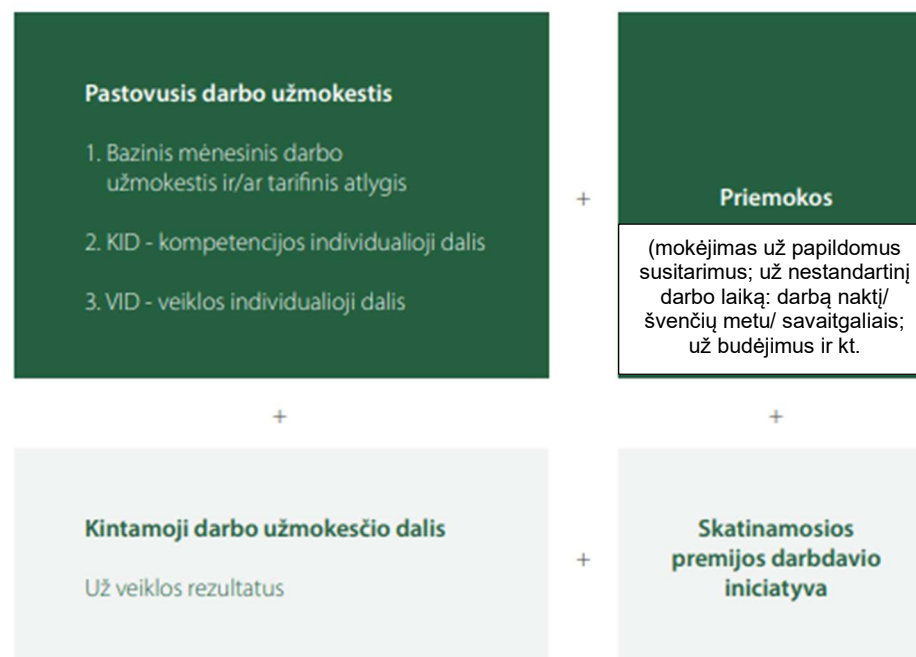 Pastovusis darbo užmokestis
1. Bazinis mėnesinis darbo
užmokestis ir/ar tarifinis atlygis
2. KID - kompetencijos individualioji dalis
3. VID - veiklos individualioji dalis
+
Priemokos
(mokėjimas už papildomus
susitarimus; už nestandartinį
darbo laiką: darbą naktį/
švenčių metu/ savaitgaliais;
už budėjimus ir kt.
+
+
Kintamoji darbo užmokesčio dalis
Už veiklos rezultatus
+
Skatinamosios
premijos darbdavio
iniciatyva